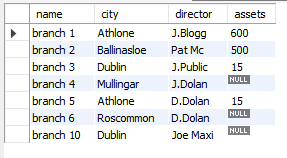 name city director assets
branch 1 Athlone J.Blogg 600
branch 2 Ballinasloe Pat Mc 500
branch 3 Dublin J.Public 15
branch 4 Mullingar J.Dolan NULL
branch 5 Athlone D.Dolan 15
branch 6 Roscommon D.Dolan NULL
branch 10 Dublin Joe Maxi NULL